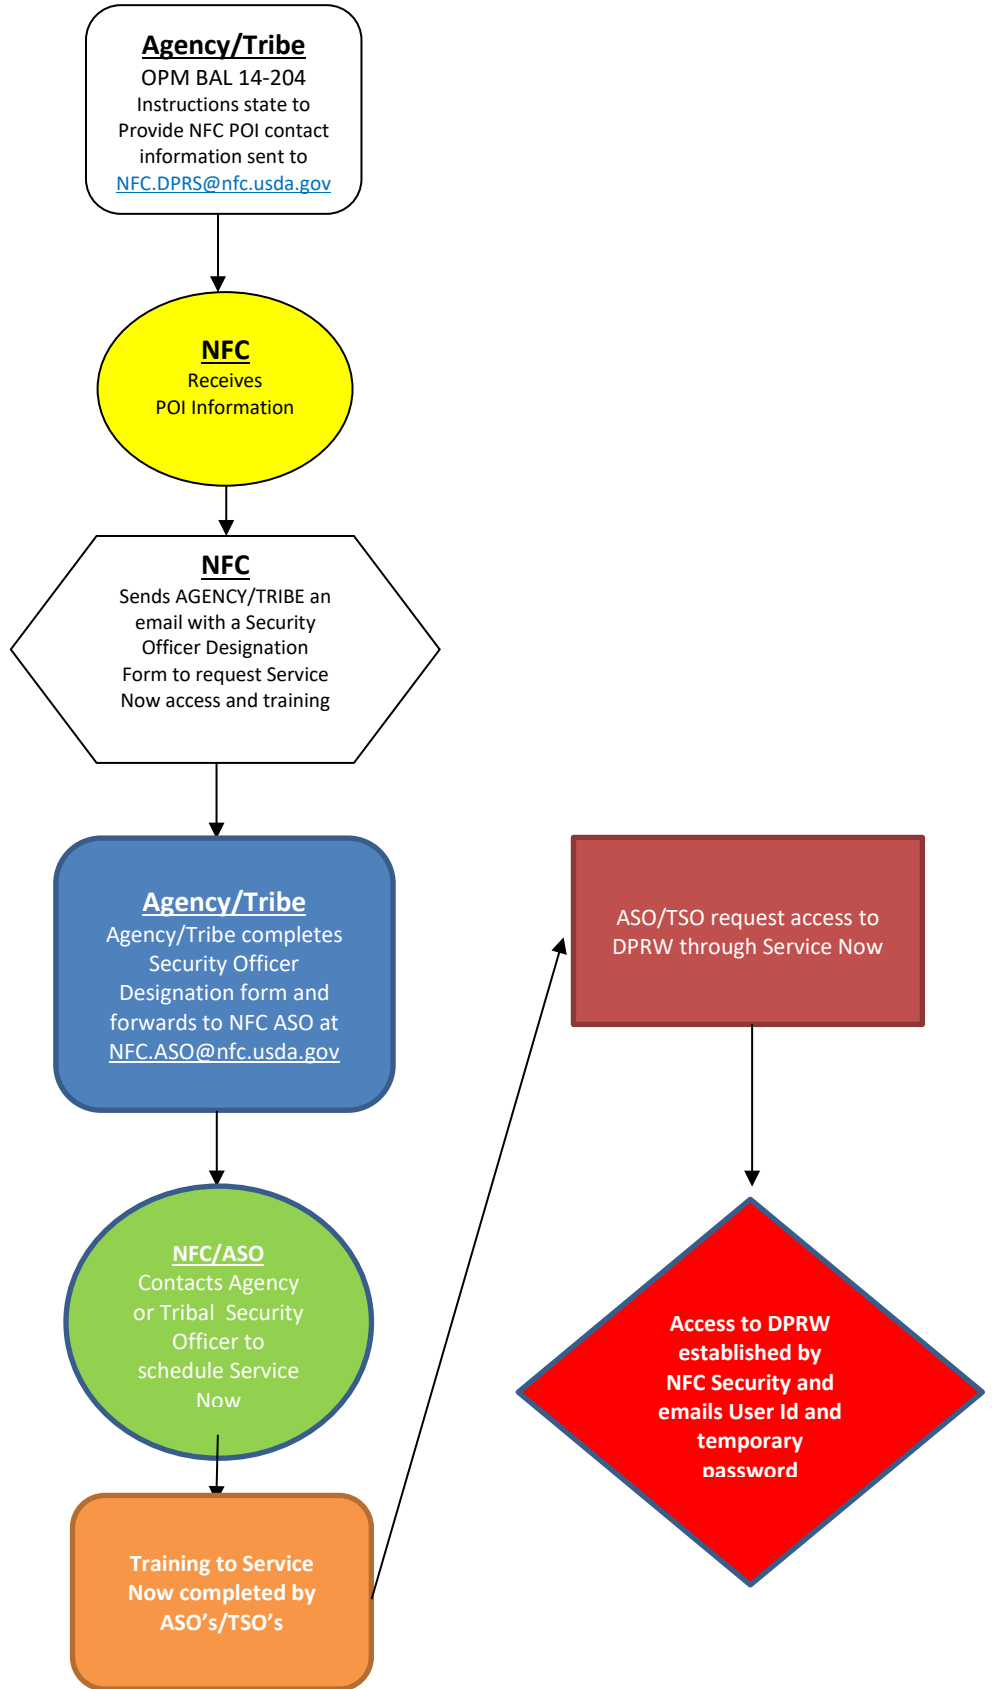 Agency/Tribe
OPM BAL 14-204
Instructions state to
Provide NFC POI contact
information sent to
NFC.DPRS@nfc.usda.gov
NFC
Receives
POI Information
NFC
Sends AGENCY/TRIBE an
email with a Security
Officer Designation
Form to request Service
Now access and training
Agency/Tribe
Agency/Tribe completes
Security Officer
Designation form and
forwards to NFC ASO at
NFC.ASO@nfc.usda.gov
NFC/ASO
Contacts Agency
or Tribal Security
Officer to
schedule Service
Now
Training to Service
Now completed by
ASO’s/TSO’s
ASO/TSO request access to
DPRW through Service Now
Access to DPRW
established by
NFC Security and
emails User Id and
temporary
password